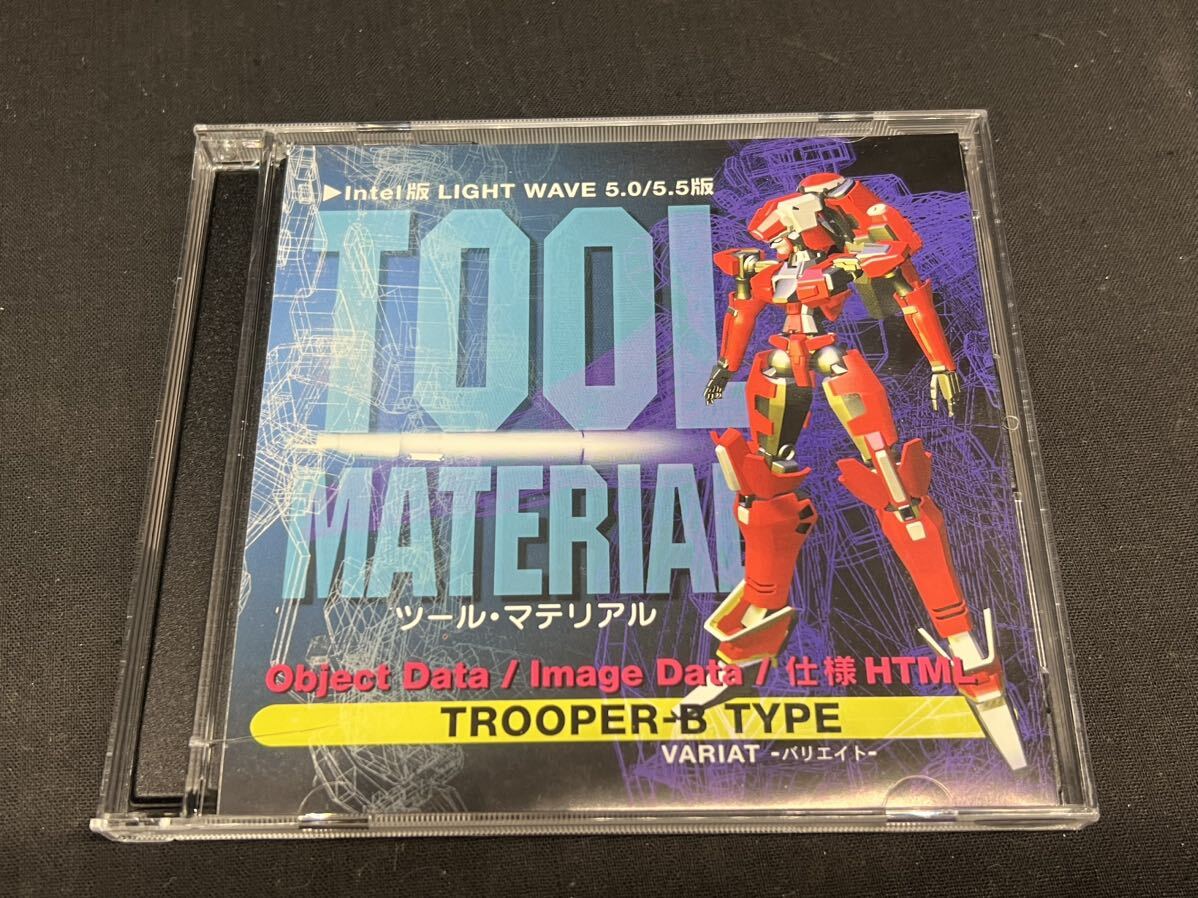 ▶Intel版 LIGHT WAVE 5.0/5.5版
TOOL
MATERIAL
ツール・マテリアル
Object Data / Image Data / 仕様 HTML
TROOPER-B TYPE
VARIAT -バリエイト-